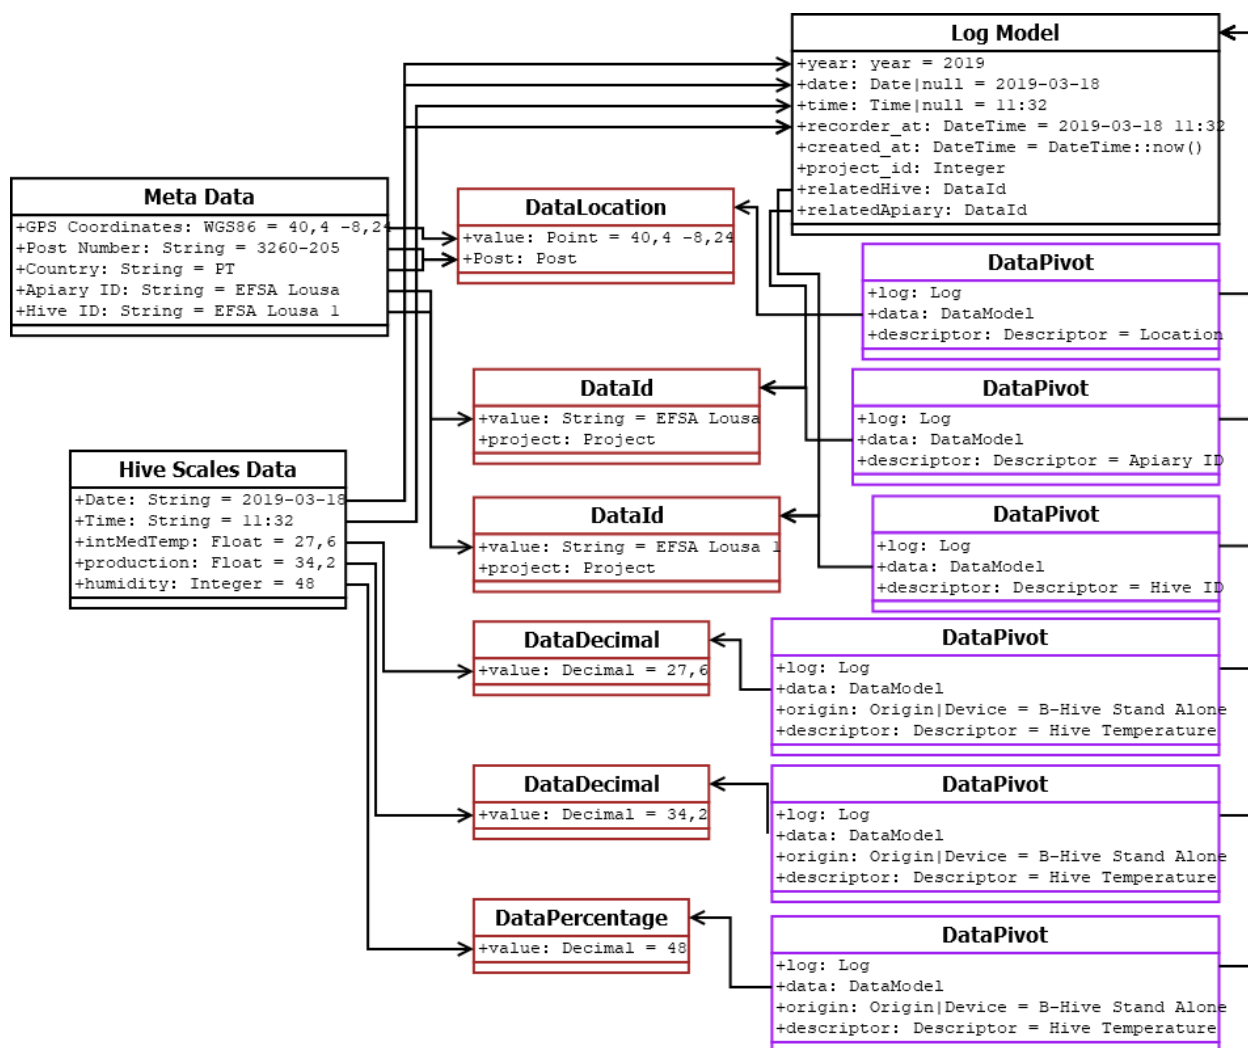 Log Model
+year: year = 2019
+date: Date|null = 2019-03-18
+time: Time|null = 11:32
+recorder_at: DateTime = 2019-03-18 11:32
+created_at: DateTime = DateTime::now()
+project_id: Integer
+relatedHive: DataId
+relatedApiary: DataId
Meta Data
+GPS Coordinates: WGS86 = 40,4 -8,24
+Post Number: String = 3260-205
+Country: String = PT
+Apiary ID: String = EFSA Lousa
+Hive ID: String = EFSA Lousa 1
DataLocation
+value: Point = 40,4 -8,24
+Post: Post
DataPivot
+log: Log
+data: DataModel
+descriptor: Descriptor = Location
DataId
+value: String = EFSA Lousa
+project: Project
DataPivot
+log: Log
+data: DataModel
+descriptor: Descriptor = Apiary ID
Hive Scales Data
+Date: String = 2019-03-18
+Time: String = 11:32
+intMedTemp: Float = 27,6
+production: Float = 34,2
+humidity: Integer = 48
DataId
+value: String = EFSA Lousa 1
+project: Project
DataPivot
+log: Log
+data: DataModel
+descriptor: Descriptor = Hive ID
DataDecimal
+value: Decimal = 27,6
DataPivot
+log: Log
+data: DataModel
+origin: Origin|Device = B-Hive Stand Alone
+descriptor: Descriptor = Hive Temperature
DataDecimal
+value: Decimal = 34,2
DataPivot
+log: Log
+data: DataModel
+origin: Origin|Device = B-Hive Stand Alone
+descriptor: Descriptor = Hive Temperature
DataPercentage
+value: Decimal = 48
DataPivot
+log: Log
+data: DataModel
+origin: Origin|Device = B-Hive Stand Alone
+descriptor: Descriptor = Hive Temperature